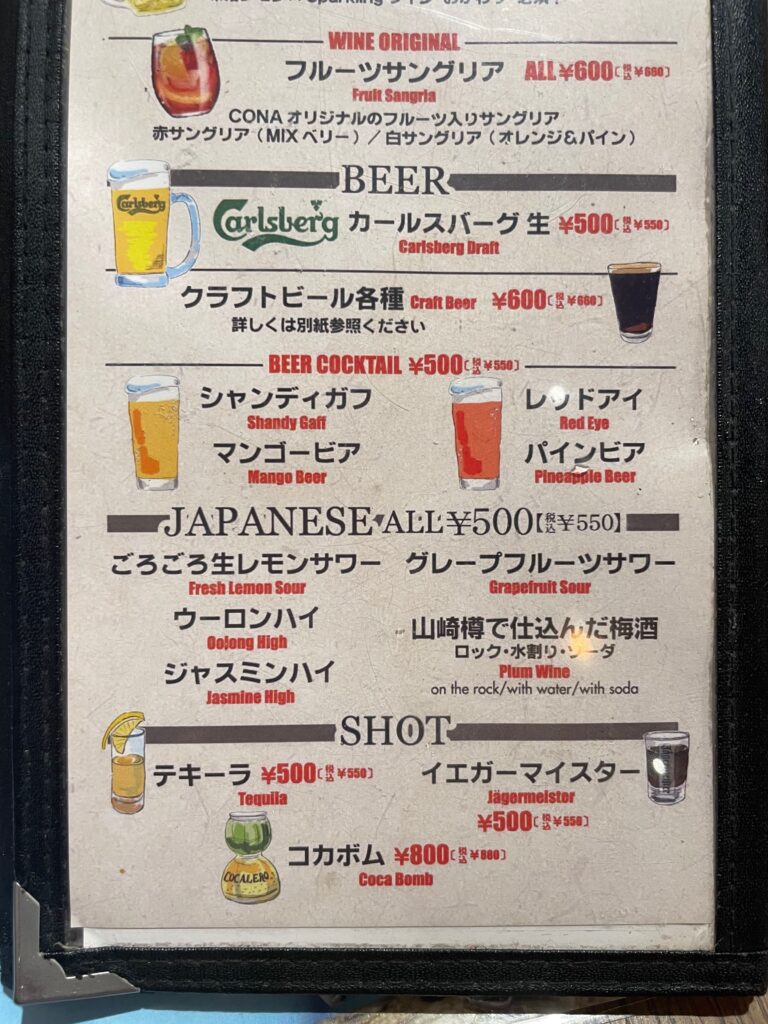 Sparkling
WINE ORIGINAL
フルーツサングリア ALL ¥600〔税込¥660〕
Fruit Sangria
CONA オリジナルのフルーツ入りサングリア
赤サングリア（MIX ベリー）／白サングリア（オレンジ&パイン）
BEER
Carlsberg
Carlsberg カールスバーグ 生 ¥500〔税込¥550〕
Carlsberg Draft
クラフトビール各種 Craft Beer ¥600〔税込¥660〕
詳しくは別紙参照ください
BEER COCKTAIL ¥500〔税込¥550〕
シャンディガフ レッドアイ
Shandy Gaff Red Eye
マンゴービア パインビア
Mango Beer Pineapple Beer
JAPANESE ALL ¥500【税込¥550】
ごろごろ生レモンサワー グレープフルーツサワー
Fresh Lemon Sour Grapefruit Sour
ウーロンハイ 山崎樽で仕込んだ梅酒
Oolong High ロック・水割り・ソーダ
ジャスミンハイ Plum Wine
Jasmine High on the rock/with water/with soda
SHOT
テキーラ ¥500〔税込¥550〕 イエガーマイスター
Tequila Jägermeister
¥500〔税込¥550〕
コカボム ¥800〔税込¥880〕
COCALERO Coca Bomb